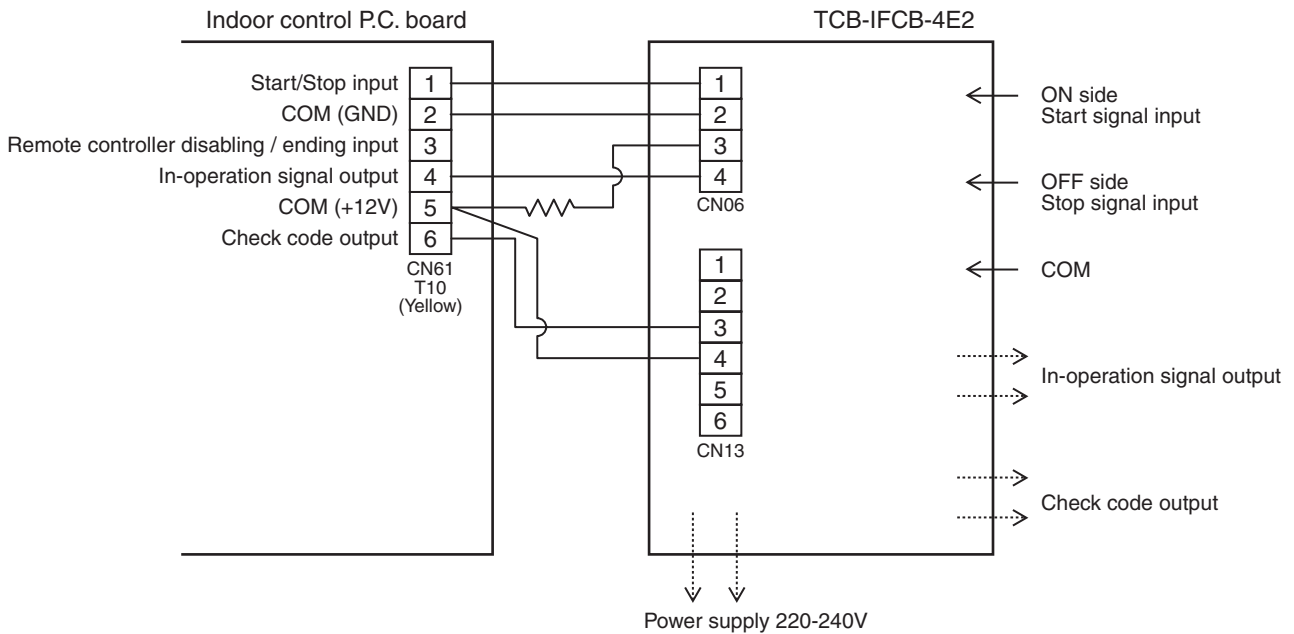 Indoor control P.C. board
TCB-IFCB-4E2
Start/Stop input
COM (GND)
Remote controller disabling / ending input
In-operation signal output
COM (+12V)
Check code output
1
2
3
4
5
6
CN61
T10
(Yellow)
1
2
3
4
CN06
1
2
3
4
5
6
CN13
ON side
Start signal input
OFF side
Stop signal input
COM
In-operation signal output
Check code output
Power supply 220-240V